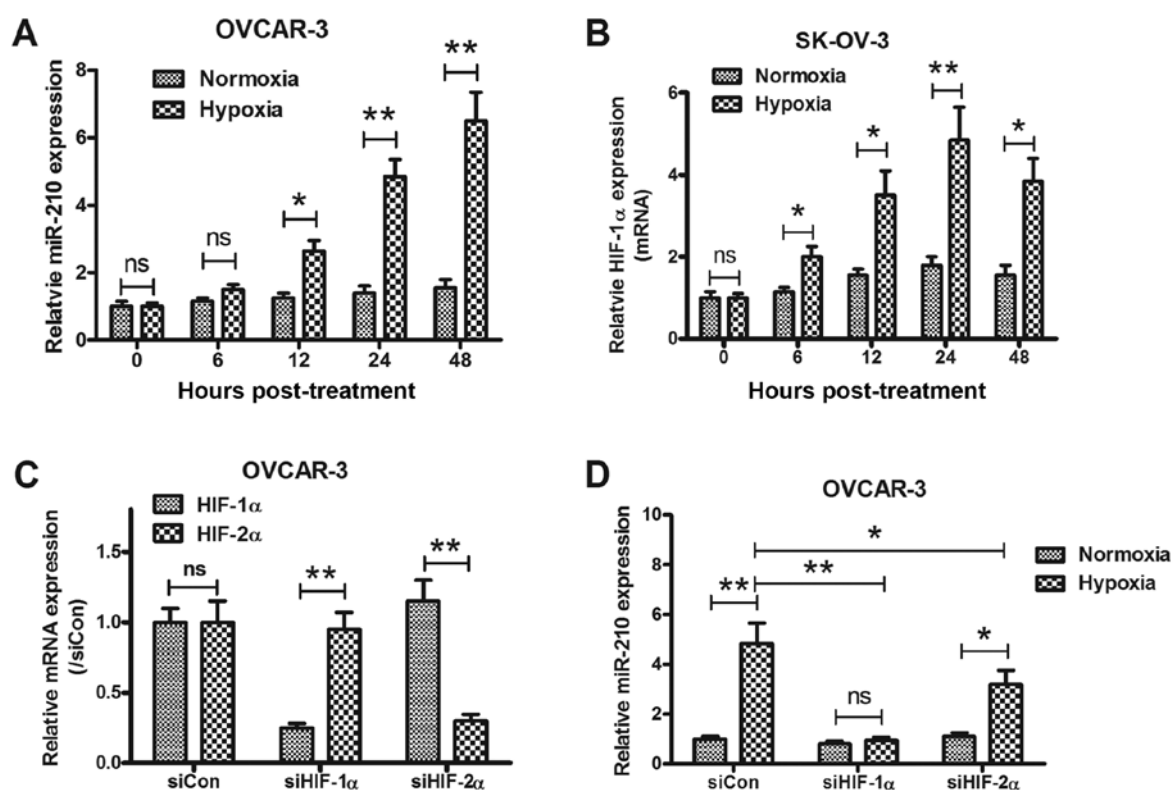 A
OVCAR-3
Relatvie miR-210 expression
8
6
4
2
0
Normoxia
Hypoxia
ns
ns
*
**
**
0 6 12 24 48
Hours post-treatment
B
SK-OV-3
Relatvie HIF-1α expression
(mRNA)
6
4
2
0
Normoxia
Hypoxia
ns
*
*
**
*
0 6 12 24 48
Hours post-treatment
C
OVCAR-3
Relative mRNA expression
(/siCon)
1.5
1.0
0.5
0.0
HIF-1α
HIF-2α
ns
**
**
siCon siHIF-1α siHIF-2α
D
OVCAR-3
Relative miR-210 expression
10
8
6
4
2
0
Normoxia
Hypoxia
*
**
**
ns
*
siCon siHIF-1α siHIF-2α